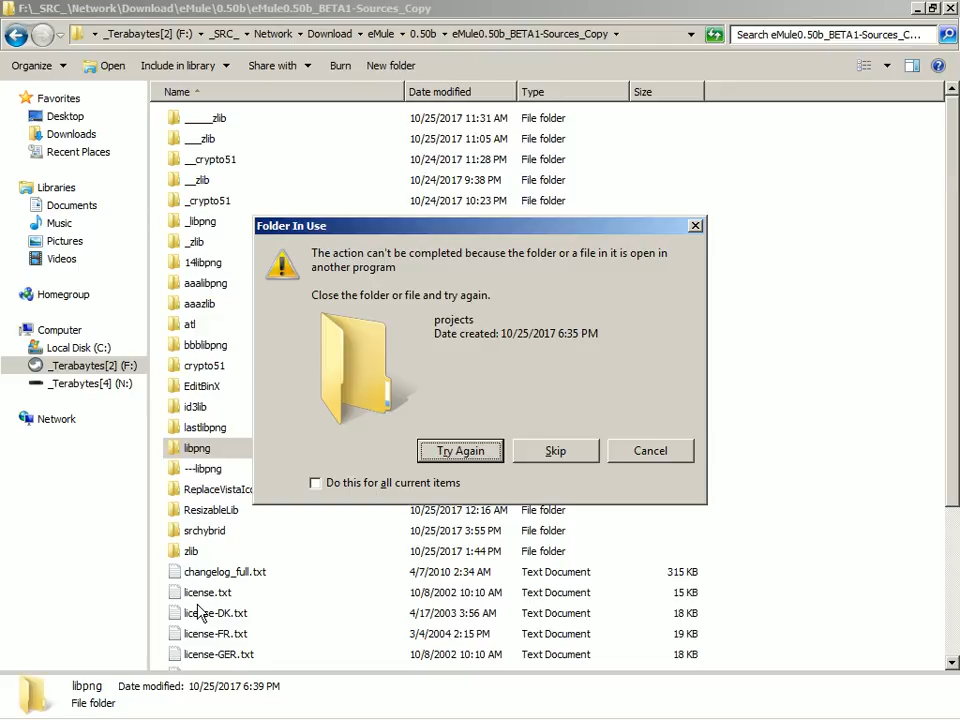 F:\_SRC_\Network\Download\eMule\0.50b\eMule0.50b_BETA1-Sources_Copy
_Terabaytes[2] (F:) _SRC_ Network Download eMule 0.50b eMule0.50b_BETA1-Sources_Copy Search eMule0.50b_BETA1-Sources_C...
Organize Open Include in library Share with Burn New folder
Name Date modified Type Size
Favorites
Desktop
Downloads
Recent Places
Libraries
Documents
Music
Pictures
Videos
Homegroup
Computer
Local Disk (C:)
_Terabaytes[2] (F:)
_Terabytes[4] (N:)
Network
_____zlib 10/25/2017 11:31 AM File folder
___zlib 10/25/2017 11:05 AM File folder
__crypto51 10/24/2017 11:28 PM File folder
__zlib 10/24/2017 9:38 PM File folder
_crypto51 10/24/2017 10:23 PM File folder
_libpng
_zlib
14libpng
aaalibpng
aaazlib
atl
bbblibpng
crypto51
EditBinX
id3lib
lastlibpng
libpng
---libpng
ReplaceVistaIc
ResizableLib 10/25/2017 12:16 AM File folder
srchybrid 10/25/2017 3:55 PM File folder
zlib 10/25/2017 1:44 PM File folder
changelog_full.txt 4/7/2010 2:34 AM Text Document 315 KB
license.txt 10/8/2002 10:10 AM Text Document 15 KB
license-DK.txt 4/17/2003 3:56 AM Text Document 18 KB
license-FR.txt 3/4/2004 2:15 PM Text Document 19 KB
license-GER.txt 10/8/2002 10:10 AM Text Document 18 KB
Folder In Use
The action can't be completed because the folder or a file in it is open in
another program
Close the folder or file and try again.
projects
Date created: 10/25/2017 6:35 PM
Try Again Skip Cancel
Do this for all current items
libpng Date modified: 10/25/2017 6:39 PM
File folder